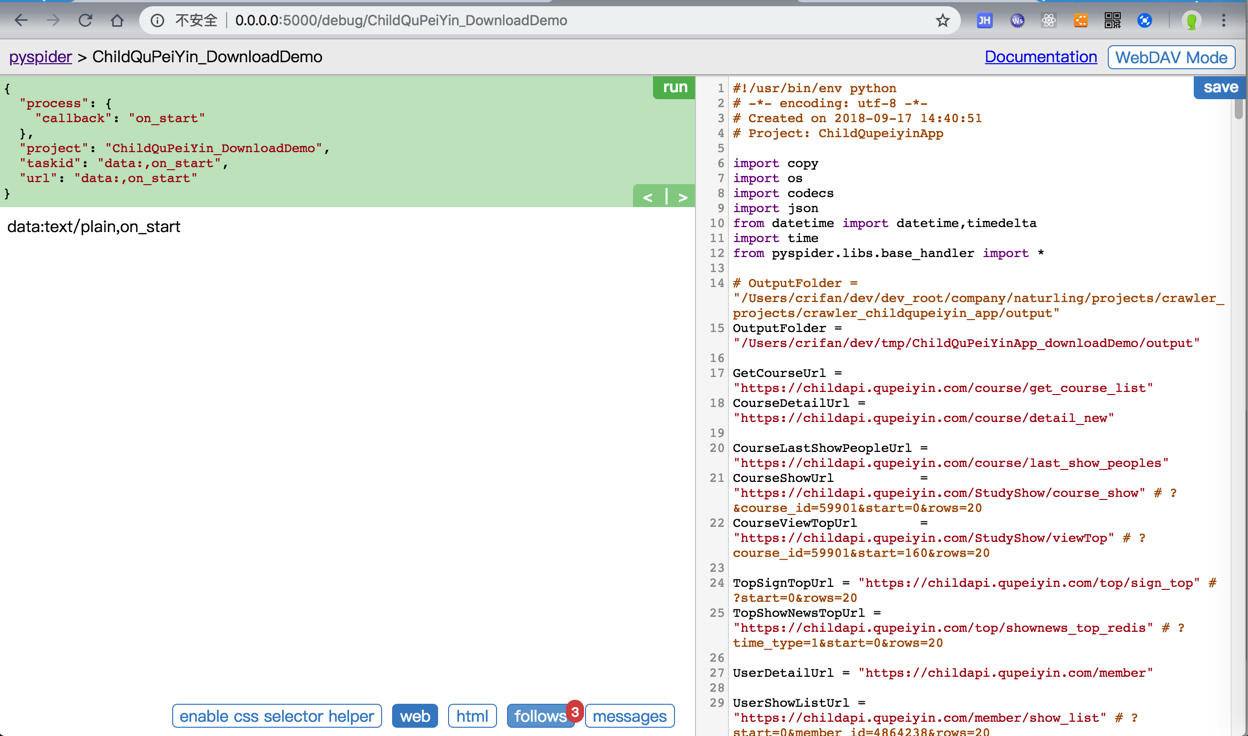 不安全 0.0.0.0:5000/debug/ChildQuPeiYin_DownloadDemo
JH Ws
pyspider > ChildQuPeiYin_DownloadDemo
Documentation WebDAV Mode
{
"process": {
"callback": "on_start"
},
"project": "ChildQuPeiYin_DownloadDemo",
"taskid": "data:,on_start",
"url": "data:,on_start"
}
run
< | >
data:text/plain,on_start
enable css selector helper web html follows 3 messages
save
1 #!/usr/bin/env python
2 # -*- encoding: utf-8 -*-
3 # Created on 2018-09-17 14:40:51
4 # Project: ChildQupeiyinApp
5
6 import copy
7 import os
8 import codecs
9 import json
10 from datetime import datetime,timedelta
11 import time
12 from pyspider.libs.base_handler import *
13
14 # OutputFolder =
"/Users/crifan/dev/dev_root/company/naturling/projects/crawler_
projects/crawler_childqupeiyin_app/output"
15 OutputFolder =
"/Users/crifan/dev/tmp/ChildQuPeiYinApp_downloadDemo/output"
16
17 GetCourseUrl =
"https://childapi.qupeiyin.com/course/get_course_list"
18 CourseDetailUrl =
"https://childapi.qupeiyin.com/course/detail_new"
19
20 CourseLastShowPeopleUrl =
"https://childapi.qupeiyin.com/course/last_show_peoples"
21 CourseShowUrl =
"https://childapi.qupeiyin.com/StudyShow/course_show" # ?
&course_id=59901&start=0&rows=20
22 CourseViewTopUrl =
"https://childapi.qupeiyin.com/StudyShow/viewTop" # ?
course_id=59901&start=160&rows=20
23
24 TopSignTopUrl = "https://childapi.qupeiyin.com/top/sign_top" #
?start=0&rows=20
25 TopShowNewsTopUrl =
"https://childapi.qupeiyin.com/top/shownews_top_redis" # ?
time_type=1&start=0&rows=20
26
27 UserDetailUrl = "https://childapi.qupeiyin.com/member"
28
29 UserShowListUrl =
"https://childapi.qupeiyin.com/member/show_list" # ?
start=0&member_id=4864238&rows=20